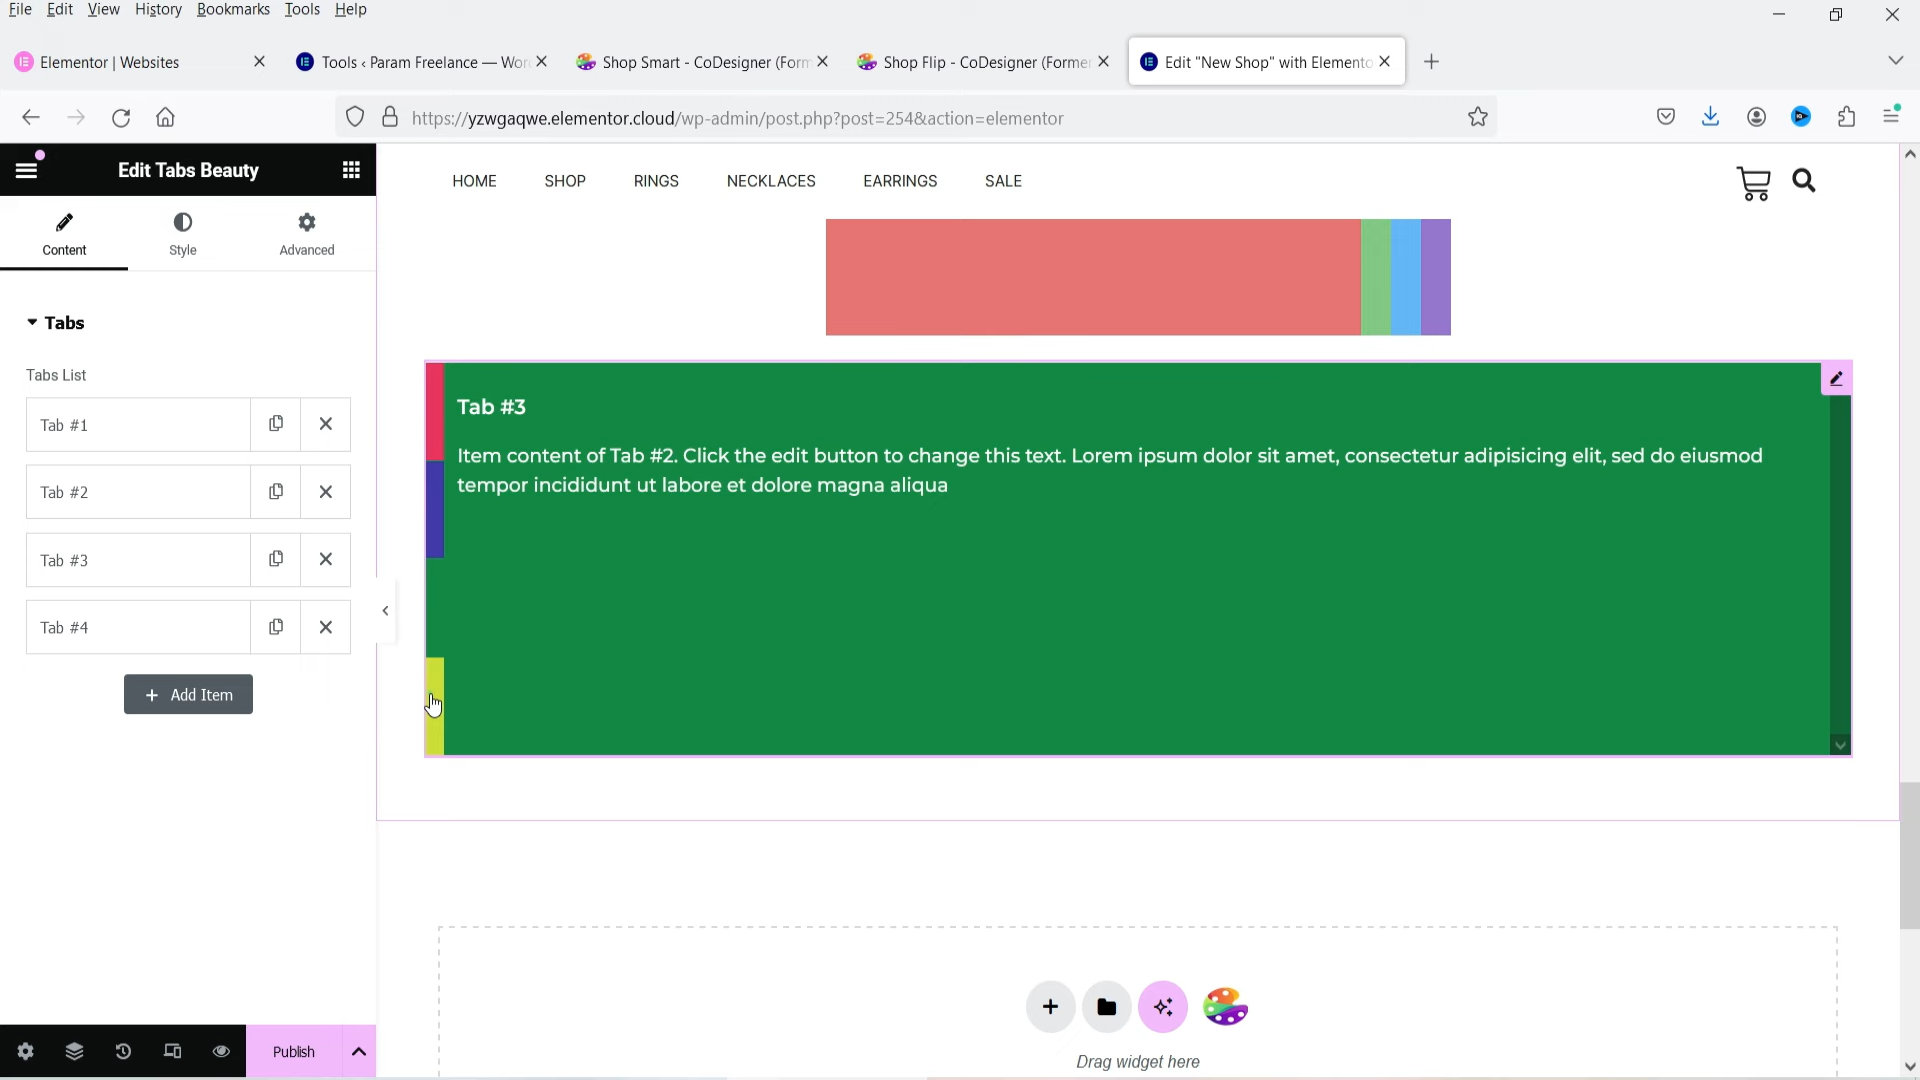 File Edit View History Bookmarks Tools Help
Elementor | Websites
Tools ‹ Param Freelance — Wor
Shop Smart - CoDesigner (Form
Shop Flip - CoDesigner (Former
Edit "New Shop" with Elemento
https://yzwgaqwe.elementor.cloud/wp-admin/post.php?post=254&action=elementor
Edit Tabs Beauty
Content Style Advanced
Tabs
Tabs List
Tab #1
Tab #2
Tab #3
Tab #4
+ Add Item
Publish
HOME SHOP RINGS NECKLACES EARRINGS SALE
Tab #3
Item content of Tab #2. Click the edit button to change this text. Lorem ipsum dolor sit amet, consectetur adipisicing elit, sed do eiusmod
tempor incididunt ut labore et dolore magna aliqua
Drag widget here